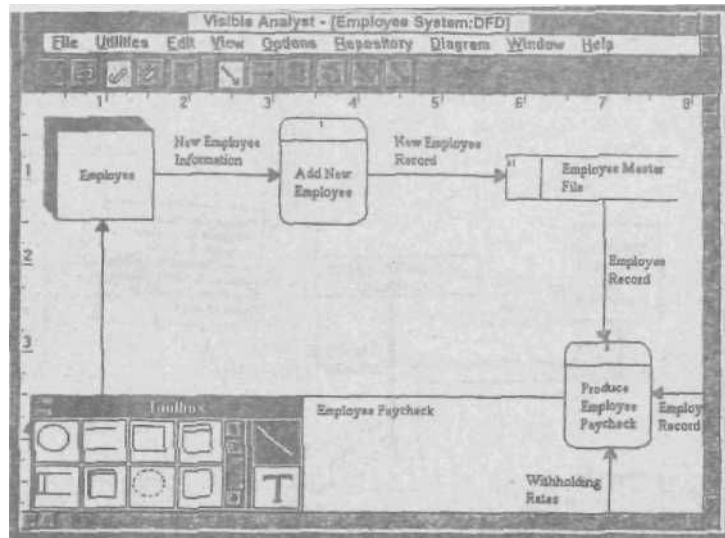 Visible Analyst - [Employee System:DFD]
File Utilities Edit View Options Repository Diagram Window Help
1' 2' 3' 4' 5' 6' 7' 8'
New Employee
Information
New Employee
Record
1
1
Employee
Add New
Employee
Employee Master
File
2
Employee
Record
3
Produce
Employee
Paycheck
Employ
Record
Toolbox
Employee Paycheck
Withholding
Rates
T